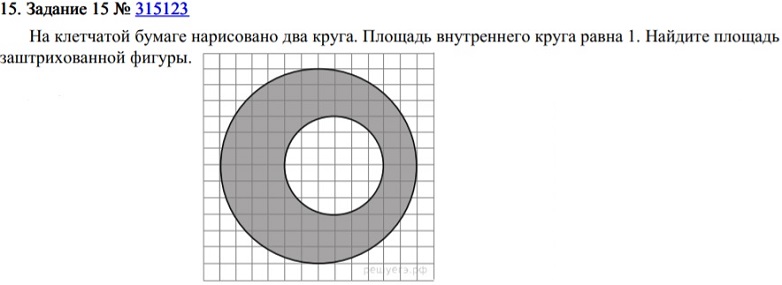 15. Задание 15 № 315123
На клетчатой бумаге нарисовано два круга. Площадь внутреннего круга равна 1. Найдите площадь
заштрихованной фигуры.
решуегэ.рф